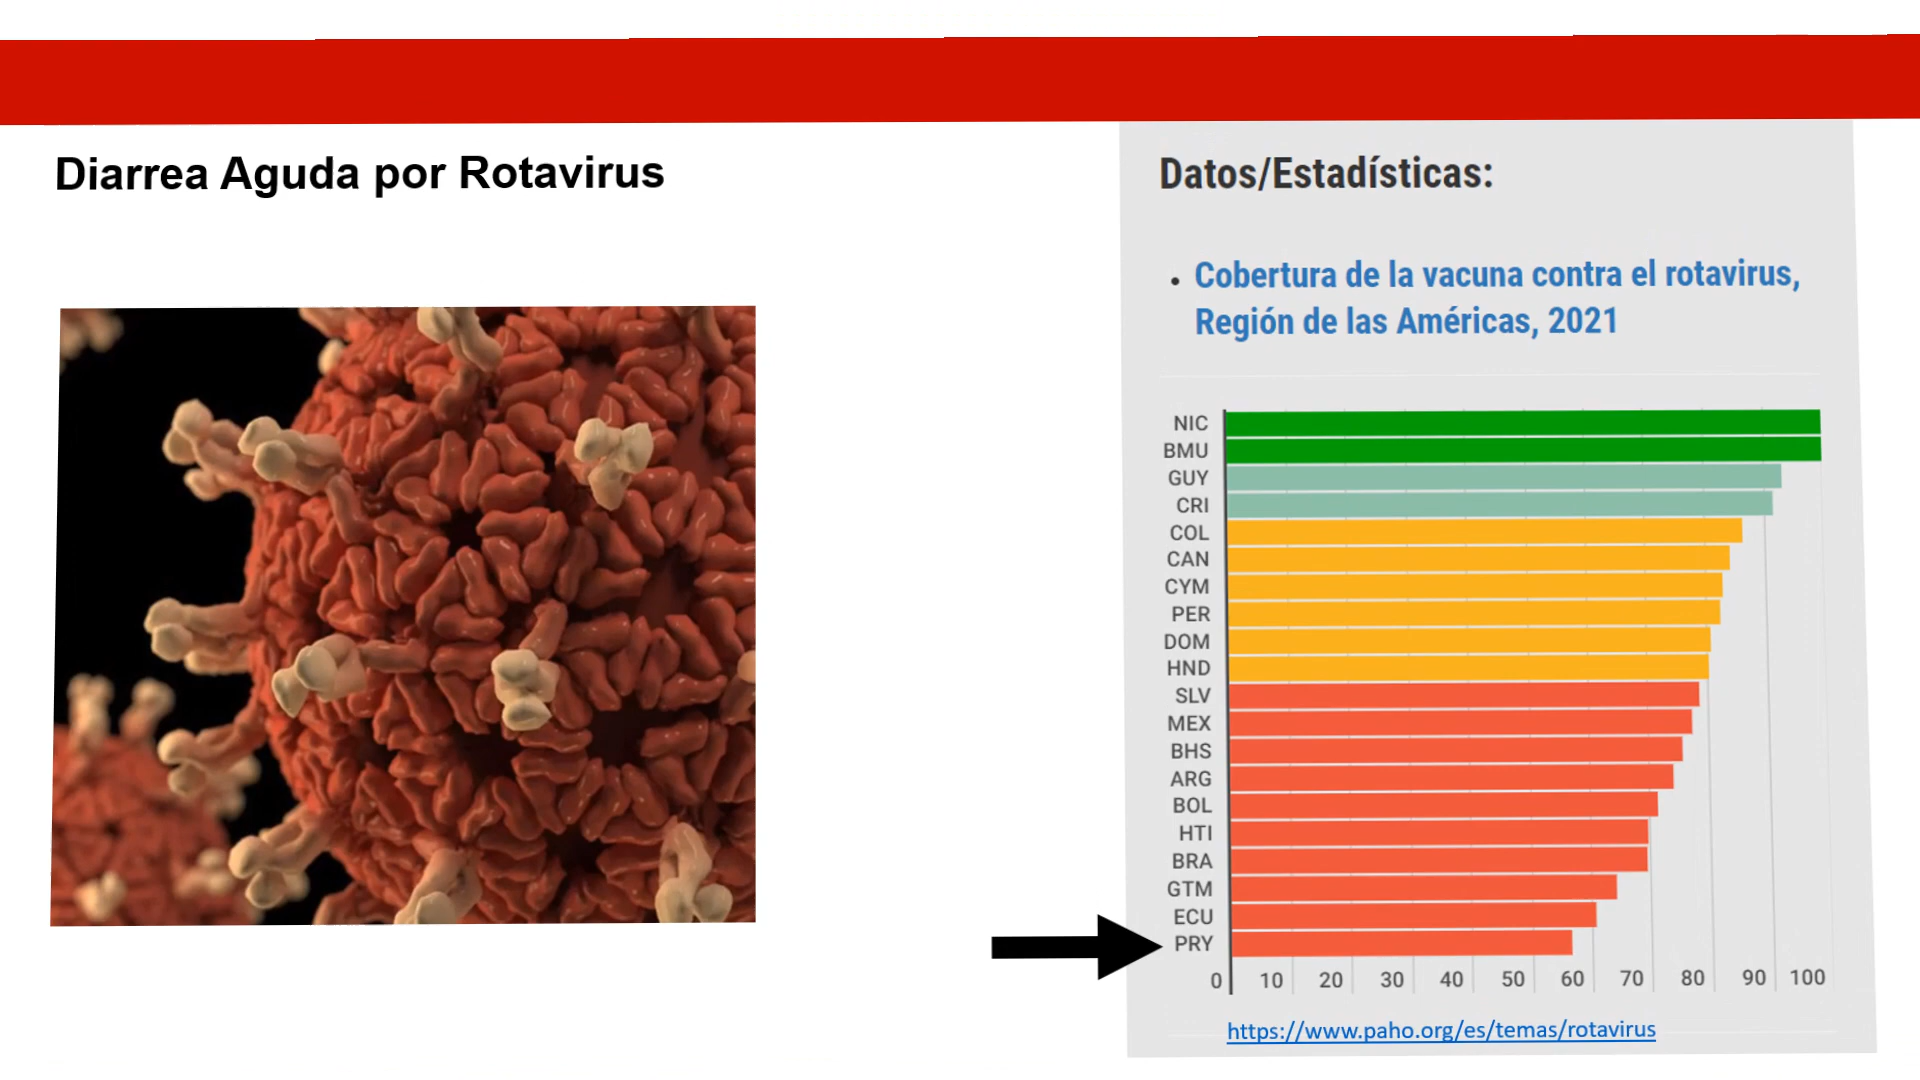 Diarrea Aguda por Rotavirus
Datos/Estadísticas:
• Cobertura de la vacuna contra el rotavirus,
Región de las Américas, 2021
NIC
BMU
GUY
CRI
COL
CAN
CYM
PER
DOM
HND
SLV
MEX
BHS
ARG
BOL
HTI
BRA
GTM
ECU
PRY
0 10 20 30 40 50 60 70 80 90 100
https://www.paho.org/es/temas/rotavirus